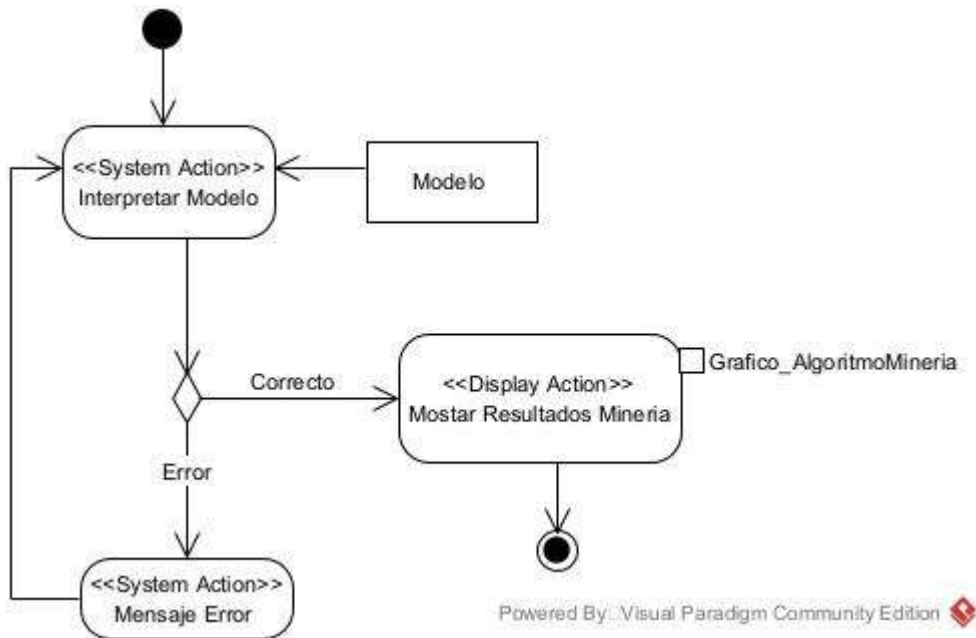 <<System Action>>
Interpretar Modelo
Modelo
Correcto
<<Display Action>>
Mostar Resultados Mineria
Grafico_AlgoritmoMineria
Error
<<System Action>>
Mensaje Error
Powered By Visual Paradigm Community Edition